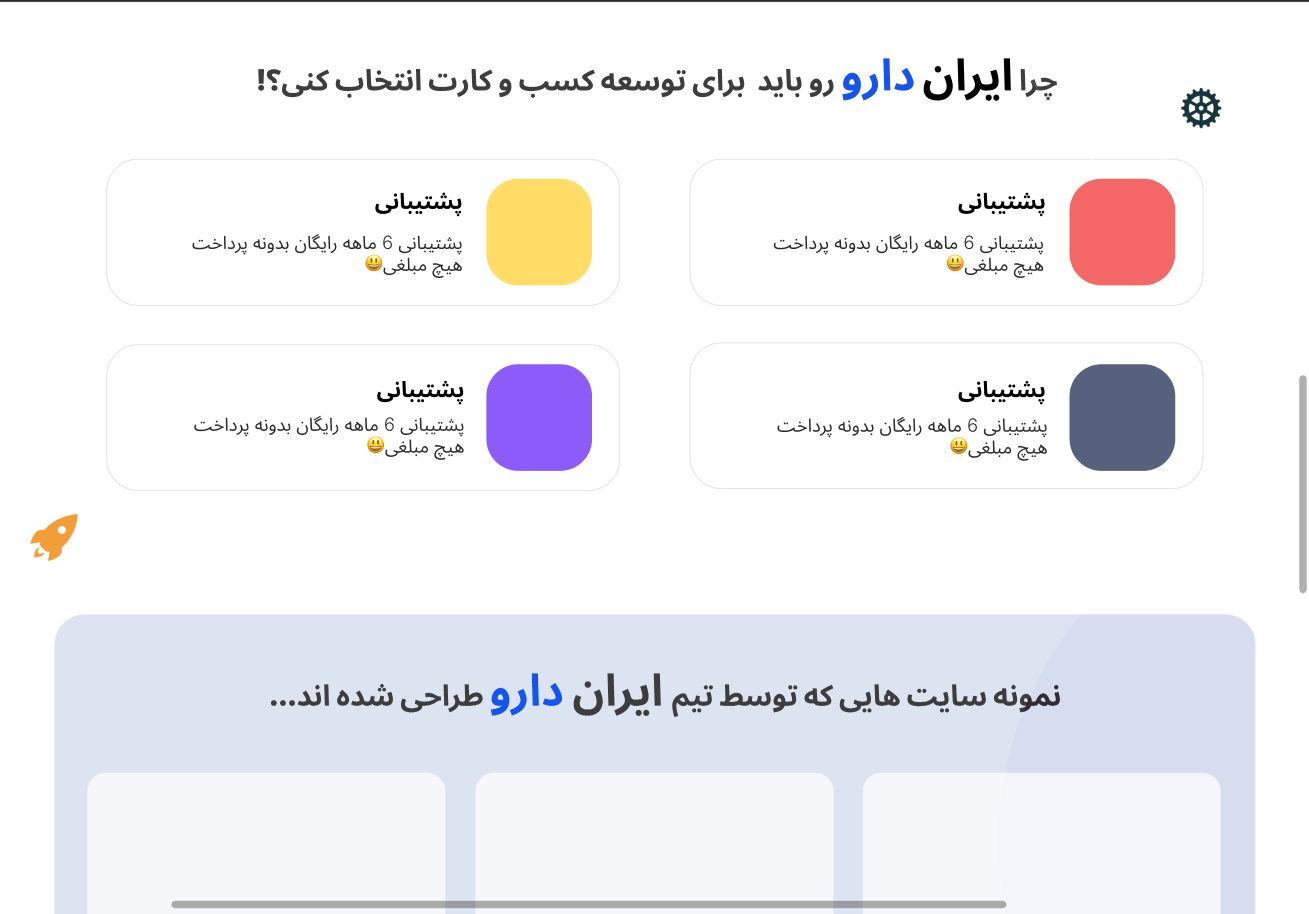 چرا ایران دارو رو باید برای توسعه کسب و کارت انتخاب کنی؟!
پشتیبانی
پشتیبانی 6 ماهه رایگان بدونه پرداخت
هیچ مبلغی😃
پشتیبانی
پشتیبانی 6 ماهه رایگان بدونه پرداخت
هیچ مبلغی😃
پشتیبانی
پشتیبانی 6 ماهه رایگان بدونه پرداخت
هیچ مبلغی😃
پشتیبانی
پشتیبانی 6 ماهه رایگان بدونه پرداخت
هیچ مبلغی😃
نمونه سایت هایی که توسط تیم ایران دارو طراحی شده اند...